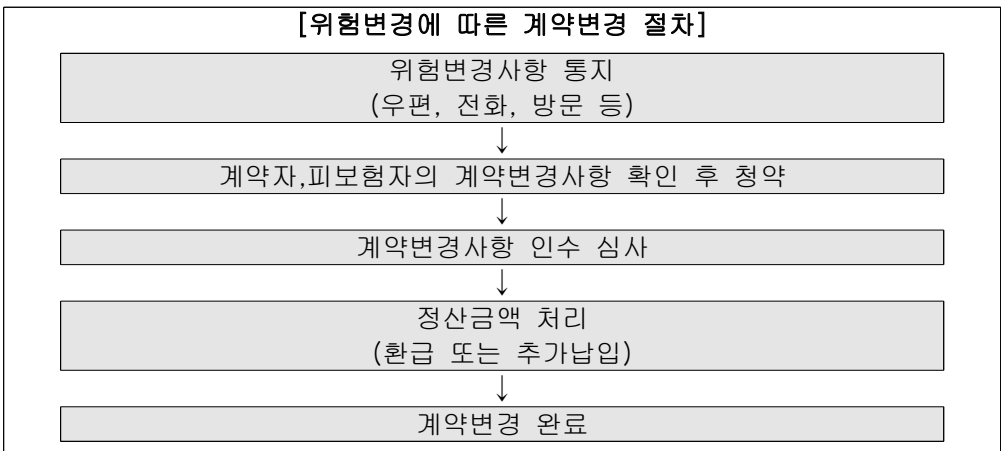 [위험변경에 따른 계약변경 절차]
위험변경사항 통지
(우편, 전화, 방문 등)
↓
계약자,피보험자의 계약변경사항 확인 후 청약
↓
계약변경사항 인수 심사
↓
정산금액 처리
(환급 또는 추가납입)
↓
계약변경 완료